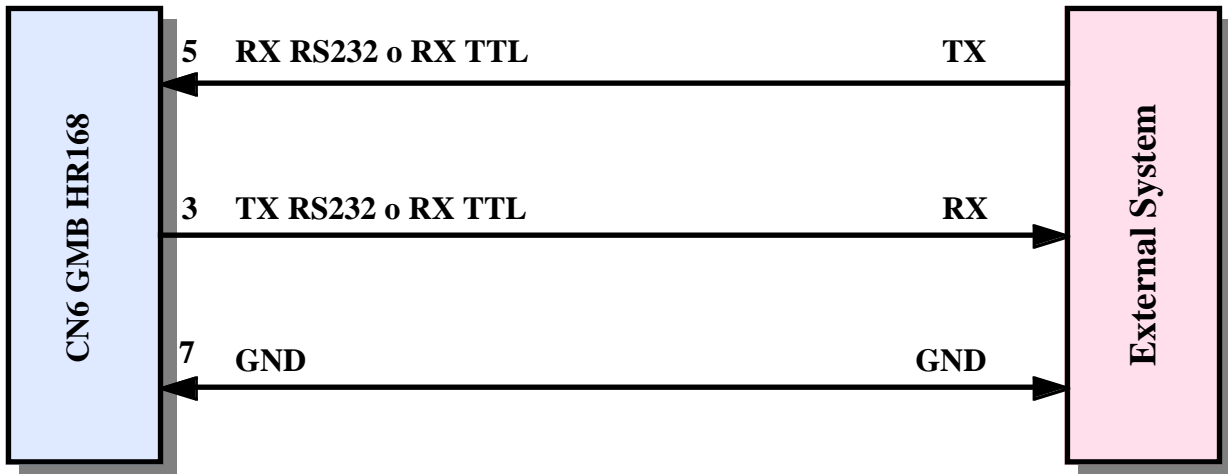 5 RX RS232 o RX TTL TX
3 TX RS232 o RX TTL RX
7 GND GND
CN6 GMB HR168
External System